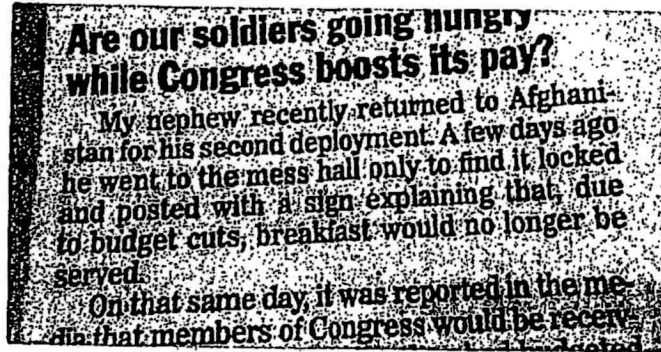 Are our soldiers going hungry
while Congress boosts its pay?
My nephew recently returned to Afghani-
stan for his second deployment. A few days ago
he went to the mess hall only to find it locked
and posted with a sign explaining that, due
to budget cuts, breakfast would no longer be
served.
On that same day, it was reported in the me-
dia that members of Congress would be receiv-